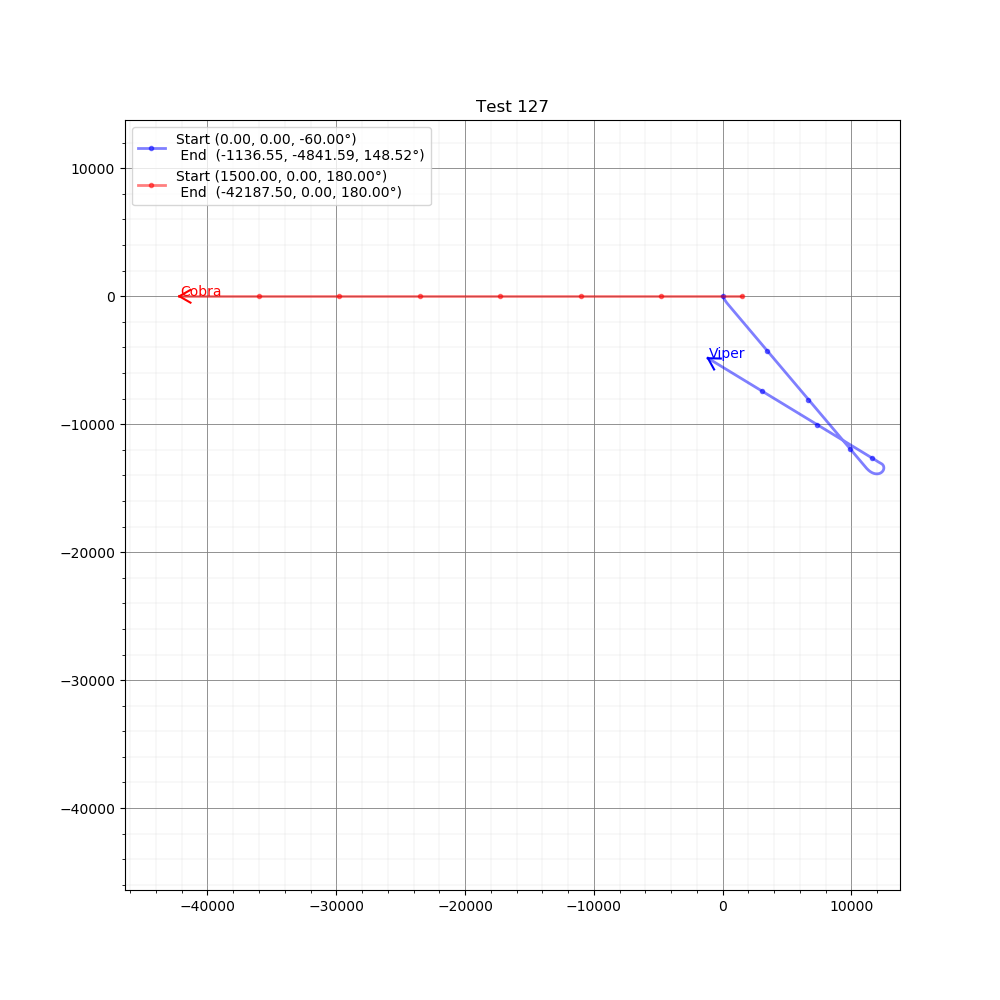 Test 127
Start (0.00, 0.00, -60.00°)
End  (-1136.55, -4841.59, 148.52°)
Start (1500.00, 0.00, 180.00°)
End  (-42187.50, 0.00, 180.00°)
10000
0
−10000
−20000
−30000
−40000
Cobra
Viper
−40000
−30000
−20000
−10000
0
10000